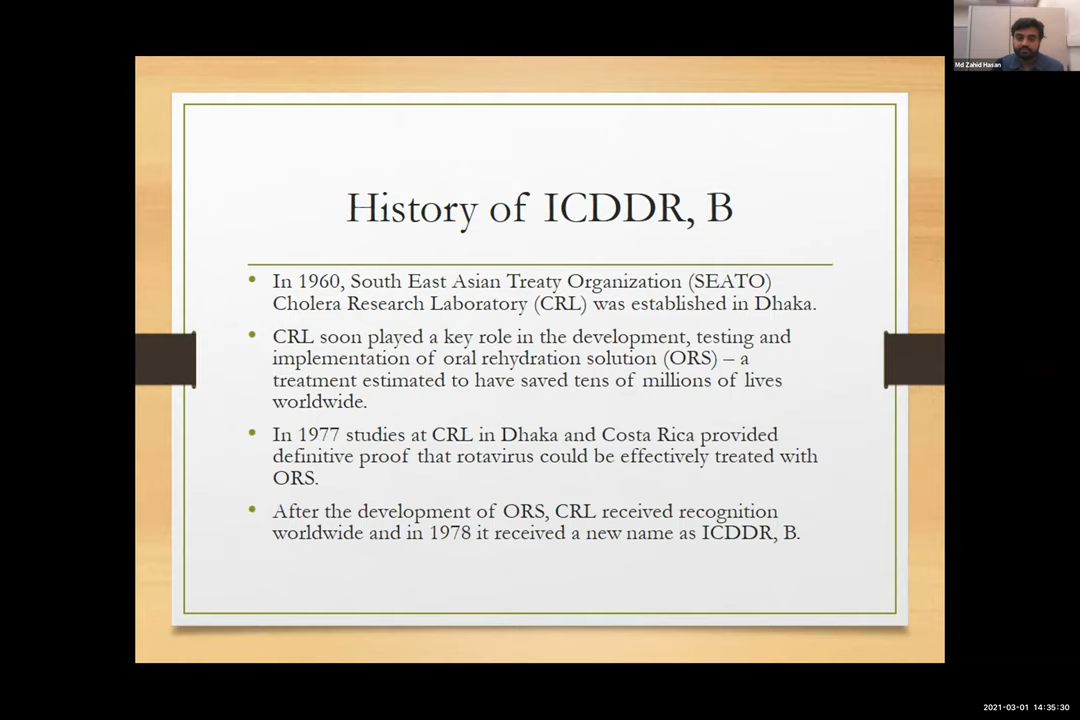 Md Zahid Hasan
History of ICDDR, B
• In 1960, South East Asian Treaty Organization (SEATO)
Cholera Research Laboratory (CRL) was established in Dhaka.
• CRL soon played a key role in the development, testing and
implementation of oral rehydration solution (ORS) – a
treatment estimated to have saved tens of millions of lives
worldwide.
• In 1977 studies at CRL in Dhaka and Costa Rica provided
definitive proof that rotavirus could be effectively treated with
ORS.
• After the development of ORS, CRL received recognition
worldwide and in 1978 it received a new name as ICDDR, B.
2021-03-01 14:35:30